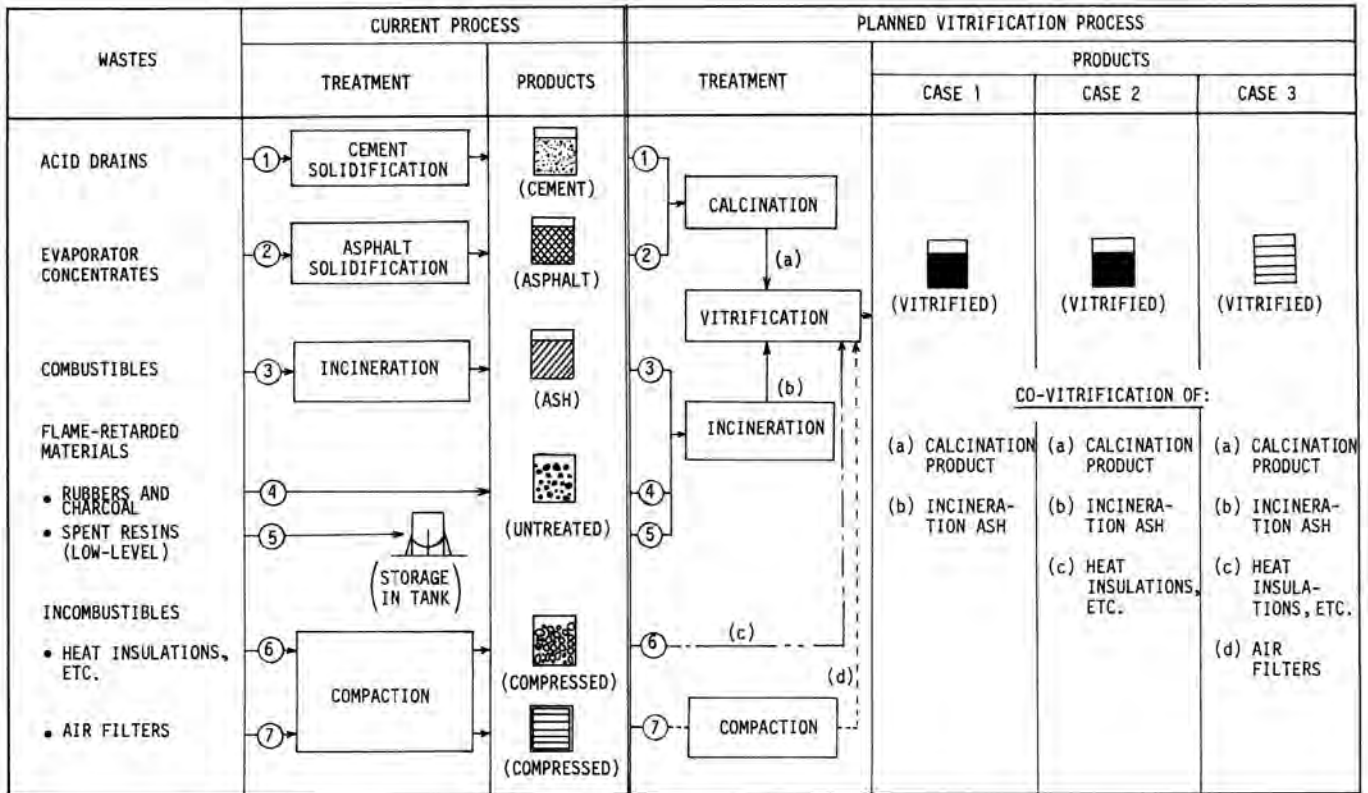 WASTES
CURRENT PROCESS
TREATMENT
PRODUCTS
PLANNED VITRIFICATION PROCESS
TREATMENT
PRODUCTS
CASE 1
CASE 2
CASE 3
ACID DRAINS
EVAPORATOR
CONCENTRATES
COMBUSTIBLES
FLAME-RETARDED
MATERIALS
• RUBBERS AND
CHARCOAL
• SPENT RESINS
(LOW-LEVEL)
INCOMBUSTIBLES
• HEAT INSULATIONS,
ETC.
• AIR FILTERS
1
CEMENT
SOLIDIFICATION
2
ASPHALT
SOLIDIFICATION
3
INCINERATION
4
5
(STORAGE
IN TANK)
6
COMPACTION
7
(CEMENT)
(ASPHALT)
(ASH)
(UNTREATED)
(COMPRESSED)
(COMPRESSED)
1
CALCINATION
2
(a)
VITRIFICATION
3
(b)
INCINERATION
4
5
6
(c)
(d)
7
COMPACTION
(VITRIFIED)
(VITRIFIED)
(VITRIFIED)
CO-VITRIFICATION OF:
(a) CALCINATION
PRODUCT
(b) INCINERA-
TION ASH
(a) CALCINATION
PRODUCT
(b) INCINERA-
TION ASH
(c) HEAT
INSULATIONS,
ETC.
(a) CALCINATION
PRODUCT
(b) INCINERA-
TION ASH
(c) HEAT
INSULA-
TIONS, ETC.
(d) AIR
FILTERS